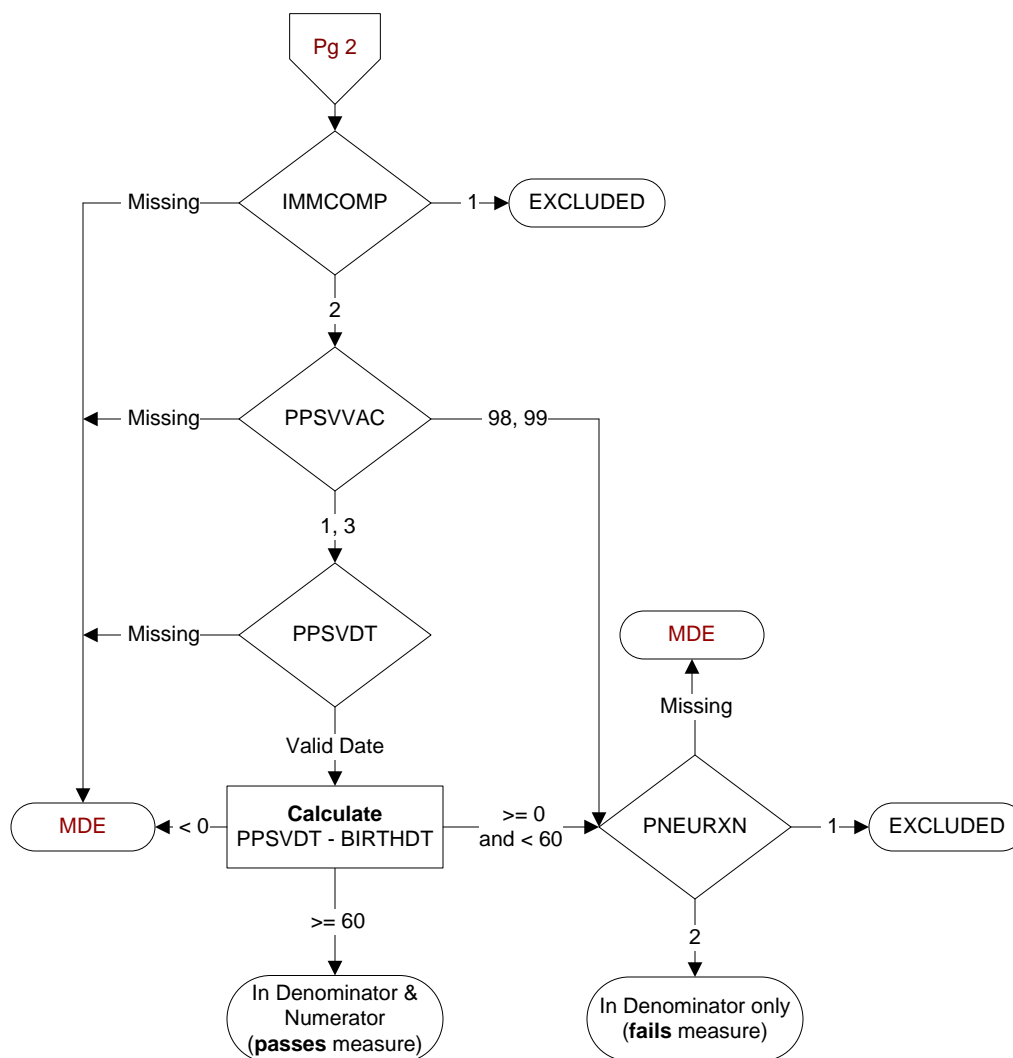 Pg 2
IMMCOMP
Missing
1
EXCLUDED
2
PPSVVAC
Missing
98, 99
1, 3
PPSVDT
Missing
MDE
Missing
Valid Date
Calculate
PPSVDT - BIRTHDT
MDE
< 0
>= 0
and < 60
PNEURXN
1
EXCLUDED
>= 60
2
In Denominator &
Numerator
(passes measure)
In Denominator only
(fails measure)